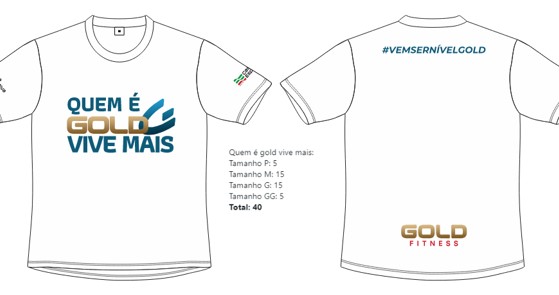 QUEM É
GOLD
VIVE MAIS
Quem é gold vive mais:
Tamanho P: 5
Tamanho M: 15
Tamanho G: 15
Tamanho GG: 5
Total: 40
#VEMSERNÍVELGOLD
GOLD
FITNESS